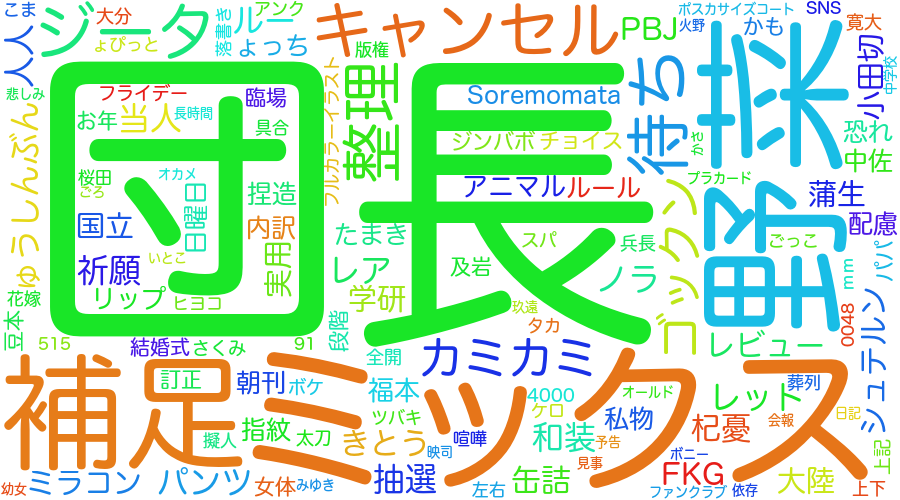 こま
大分
ジータ
ルー
アンク
キャンセル
ボスカサイズコート
SNS
人人
ょぴっと
落書き
よっち
版権
PBJ
火野
かも
寛大
団長
整理
待ち
野菜
小田切
中学校
悲しみ
フライデー
臨場
Soremomata
お年
当人
長時間
具合
フルカラーイラスト
ジンバボ
チョイス
かさ
恐れ
中佐
ゅうしんぶん
桜田
ごろ
オカメ
捏造
アニマル
ルール
プラカード
蒲生
国立
日曜日
内訳
たまき
スパ
兵長
ゴックン
ごっこ
配慮
祈願
いとこ
実用
レア
及岩
ノラ
mm
パパ
花嫁
リップ
ヒヨコ
学研
玖遠
タカ
豆本
515
結婚式
さくみ
91
段階
全開
カミカミ
レビュー
0048
シュテルン
補足
ミックス
訂正
朝刊
ボケ
福本
4000
オールド
葬列
レッド
擬人
指紋
太刀
ツバキ
きとう
喧嘩
ケロ
和装
予告
私物
杞憂
会報
日記
上記
映司
見事
ボニー
幼女
ミラコン
パンツ
女体
みゆき
抽選
左右
缶詰
FKG
ファンクラブ
依存
大陸
上下